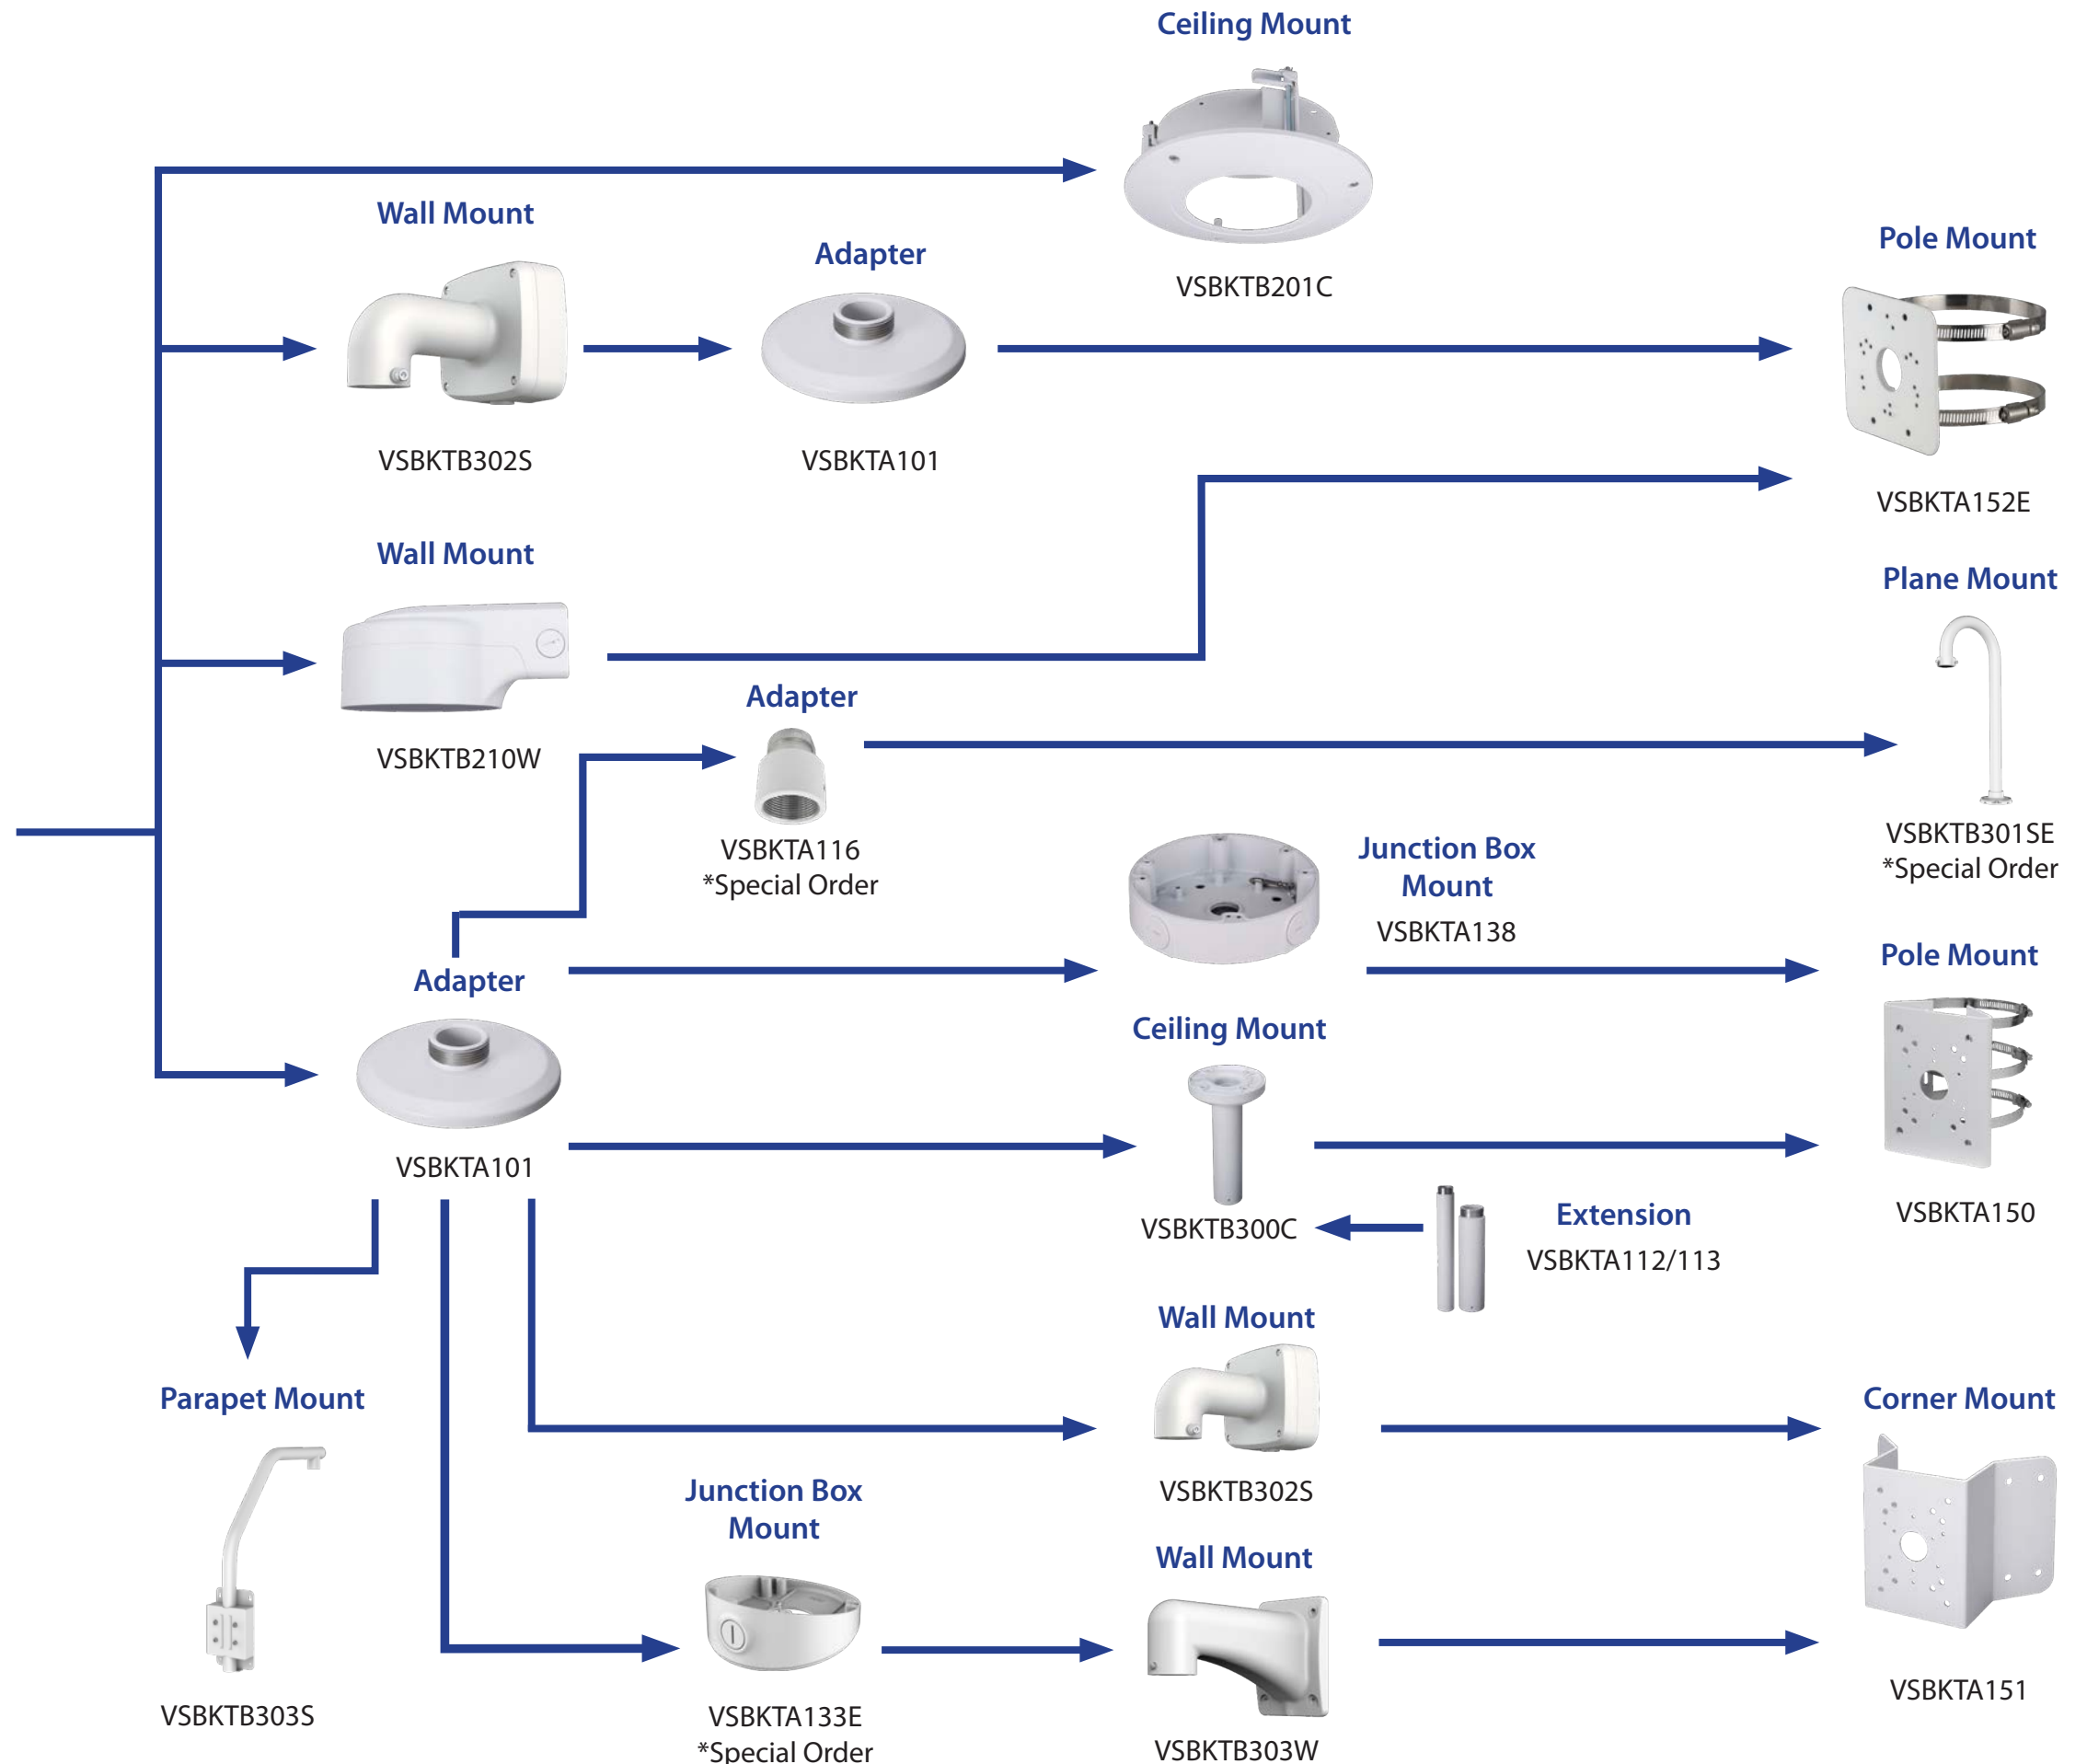 Ceiling Mount
VSBKTB201C
Wall Mount
VSBKTB302S
Adapter
VSBKTA101
Pole Mount
VSBKTA152E
Wall Mount
VSBKTB210W
Plane Mount
VSBKTB301SE
*Special Order
Adapter
VSBKTA116
*Special Order
Junction Box
Mount
VSBKTA138
Adapter
VSBKTA101
Pole Mount
VSBKTA150
Ceiling Mount
VSBKTB300C
Extension
VSBKTA112/113
Wall Mount
VSBKTB302S
Parapet Mount
VSBKTB303S
Corner Mount
VSBKTA151
Junction Box
Mount
VSBKTA133E
*Special Order
Wall Mount
VSBKTB303W